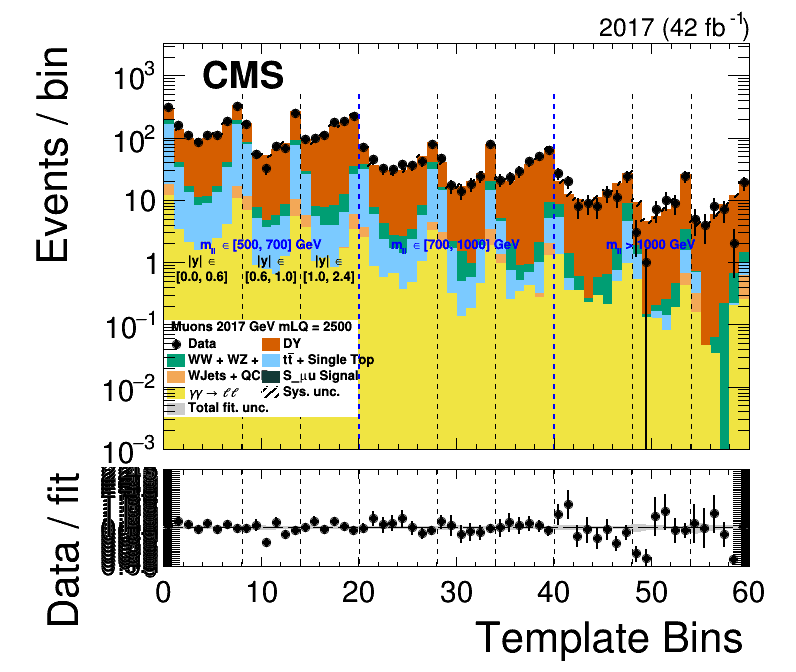 2017 (42 fb⁻¹)
CMS
Events / bin
10³
10²
10
1
10⁻¹
10⁻²
10⁻³
m_ll ∈ [500, 700] GeV
m_ll ∈ [700, 1000] GeV
m_ll > 1000 GeV
|y| ∈ |y| ∈ |y| ∈
[0.0, 0.6] [0.6, 1.0] [1.0, 2.4]
Muons 2017 GeV mLQ = 2500
Data DY
WW + WZ + tt̄ + Single Top
WJets + QC S_μu Signal
γγ → ℓℓ Sys. unc.
Total fit. unc.
Data / fit
0 10 20 30 40 50 60
Template Bins